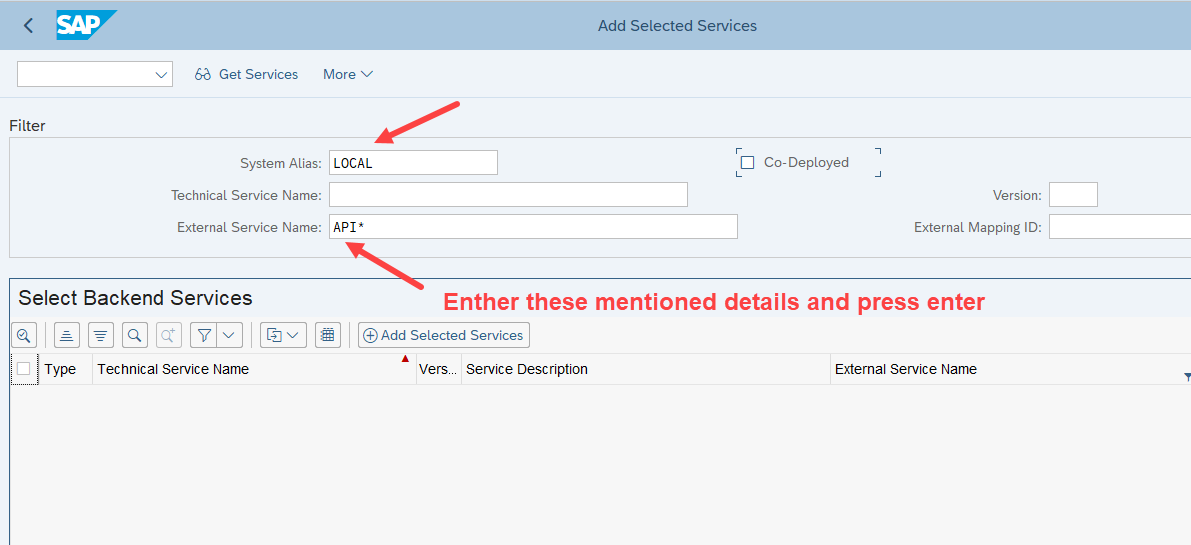 SAP Add Selected Services
Get Services More
Filter
System Alias: LOCAL Co-Deployed
Technical Service Name: Version:
External Service Name: API* External Mapping ID:
Enther these mentioned details and press enter
Select Backend Services
Add Selected Services
Type Technical Service Name Vers... Service Description External Service Name